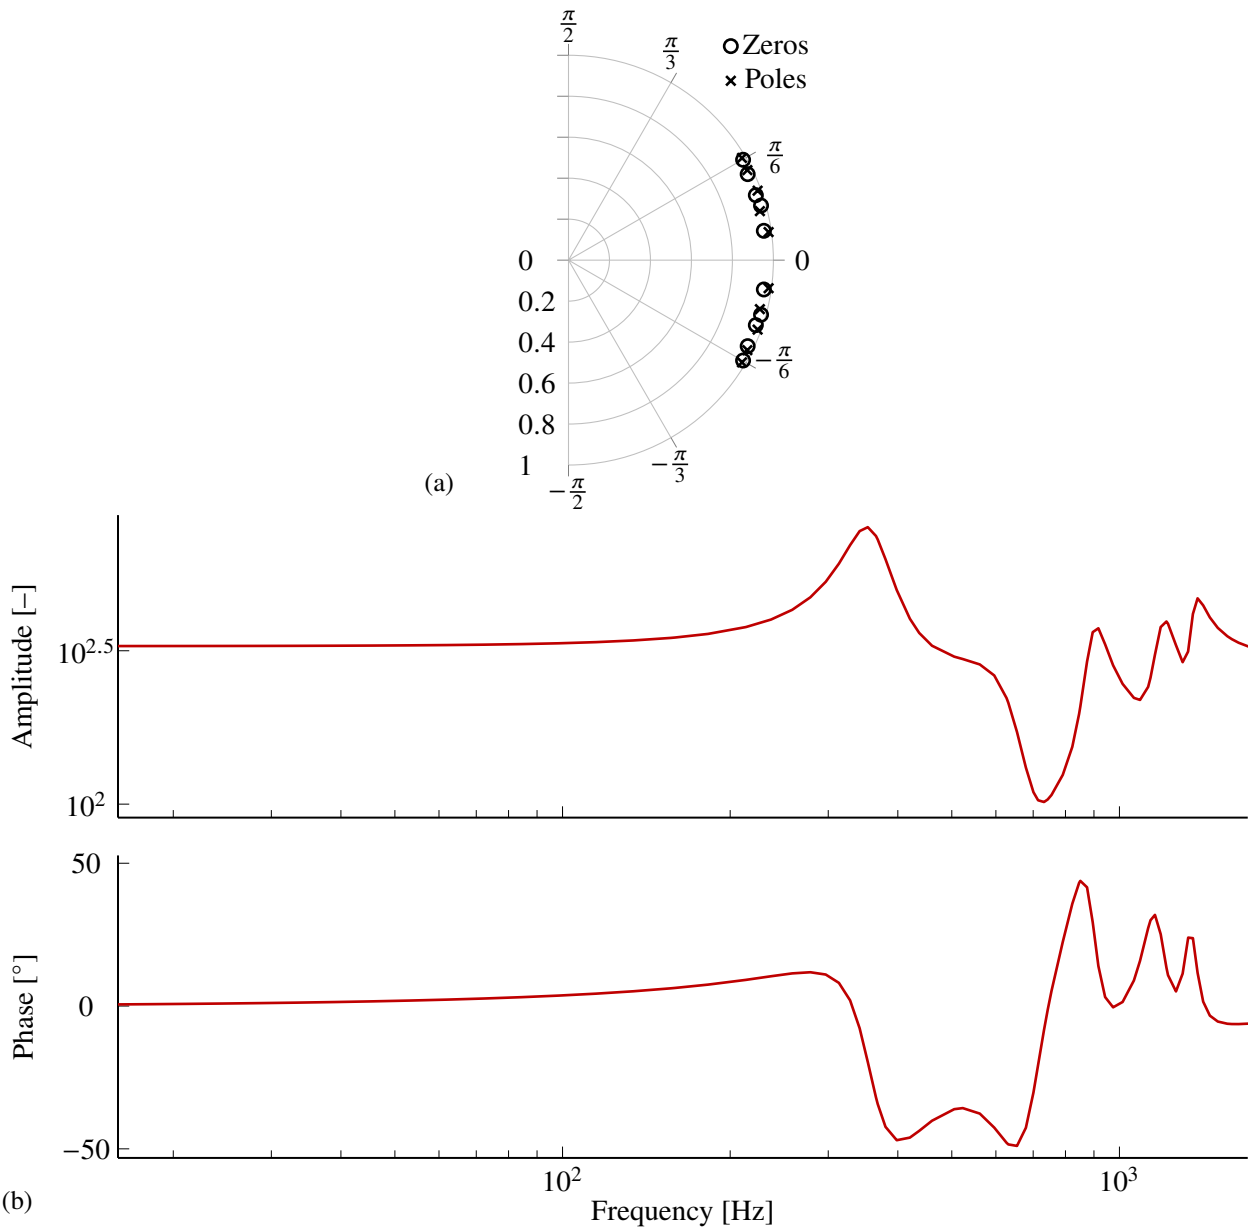 π/2
π/3
Zeros
Poles
π/6
0 0
0.2
0.4
0.6
0.8
1
−π/6
−π/3
−π/2
(a)
Amplitude [–]
10^2.5
10^2
Phase [°]
50
0
−50
10^2 10^3
Frequency [Hz]
(b)